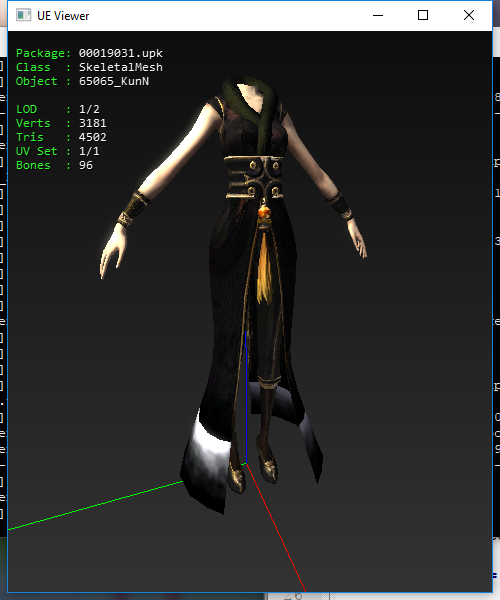 UE Viewer
Package: 00019031.upk
Class : SkeletalMesh
Object : 65065_KunN
LOD : 1/2
Verts : 3181
Tris : 4502
UV Set : 1/1
Bones : 96
26